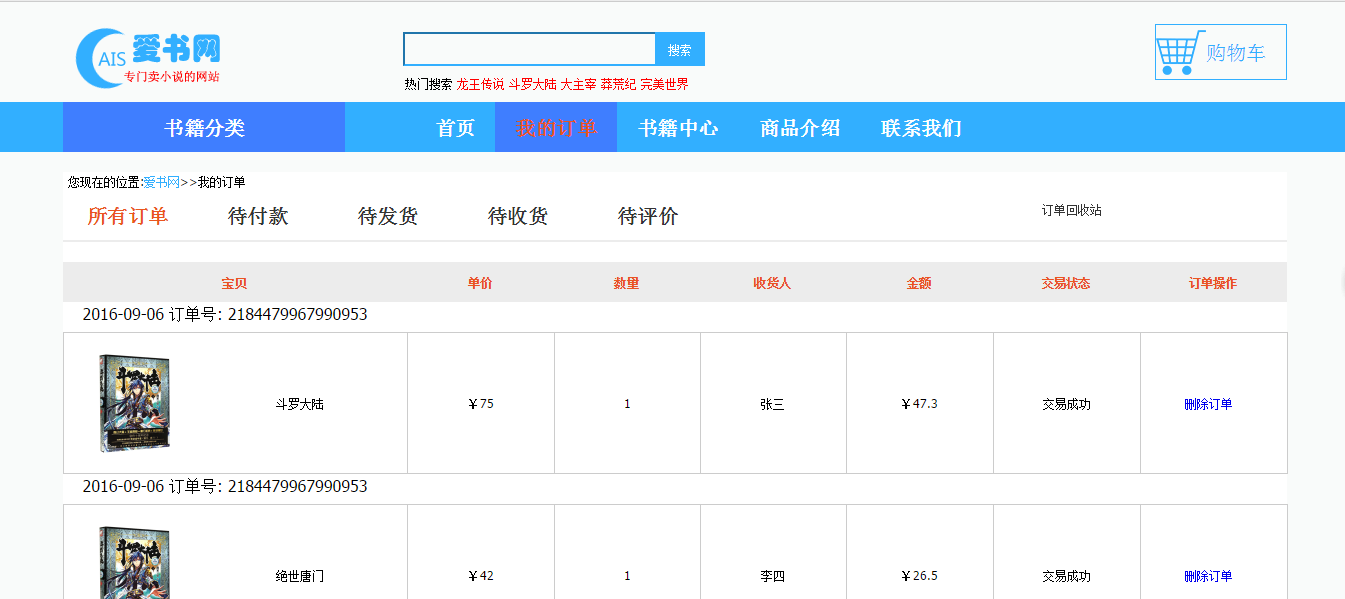 AIS 爱书网
专门卖小说的网站
搜索
热门搜索 龙王传说 斗罗大陆 大主宰 莽荒纪 完美世界
购物车
书籍分类 首页 我的订单 书籍中心 商品介绍 联系我们
您现在的位置:爱书网>>我的订单
所有订单 待付款 待发货 待收货 待评价 订单回收站
宝贝 单价 数量 收货人 金额 交易状态 订单操作
2016-09-06 订单号: 2184479967990953
斗罗大陆
斗罗大陆 ￥75 1 张三 ￥47.3 交易成功 删除订单
2016-09-06 订单号: 2184479967990953
斗罗大陆
绝世唐门 ￥42 1 李四 ￥26.5 交易成功 删除订单